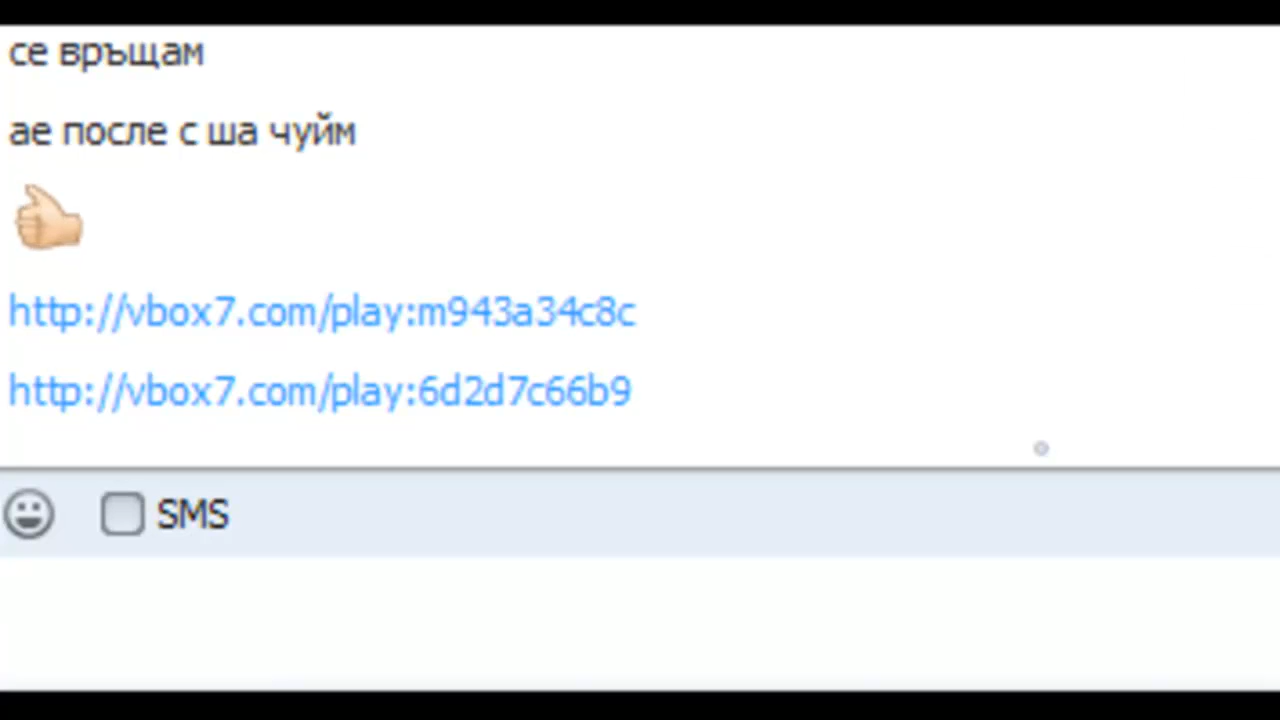 се връщам
ае после с ша чуйм
http://vbox7.com/play:m943a34c8c
http://vbox7.com/play:6d2d7c66b9
SMS